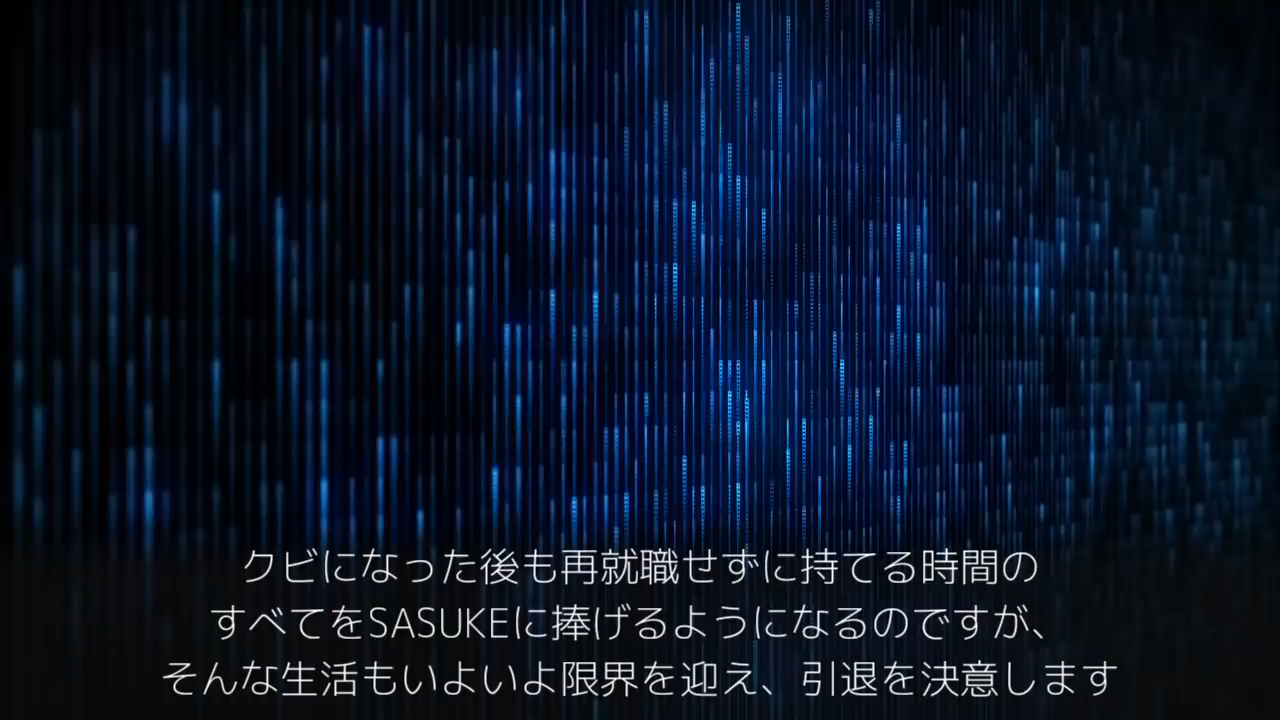 クビになった後も再就職せずに持てる時間の
すべてをSASUKEに捧げるようになるのですが、
そんな生活もいよいよ限界を迎え、引退を決意します